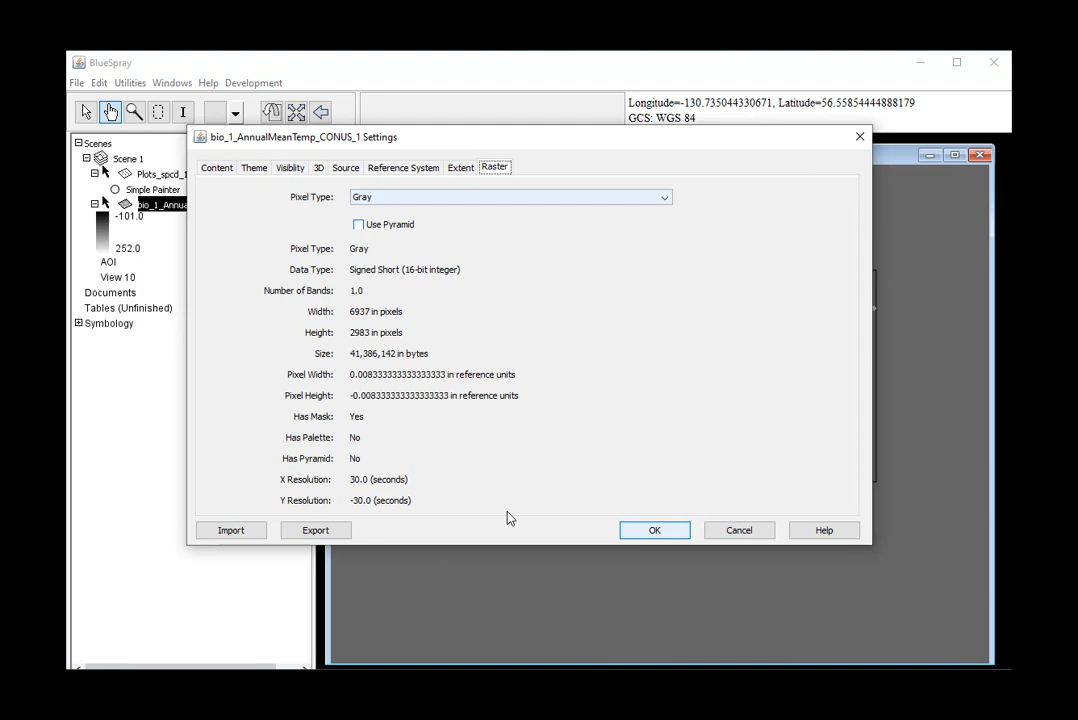 BlueSpray
File Edit Utilities Windows Help Development
Longitude=-130.735044330671, Latitude=56.55854444888179
GCS: WGS 84
Scenes
Scene 1
Plots_spcd_1
Simple Painter
bio_1_Annua
-101.0
252.0
AOI
View 10
Documents
Tables (Unfinished)
Symbology
bio_1_AnnualMeanTemp_CONUS_1 Settings
Content Theme Visiblity 3D Source Reference System Extent Raster
Pixel Type: Gray
Use Pyramid
Pixel Type: Gray
Data Type: Signed Short (16-bit integer)
Number of Bands: 1.0
Width: 6937 in pixels
Height: 2983 in pixels
Size: 41,386,142 in bytes
Pixel Width: 0.008333333333333333 in reference units
Pixel Height: -0.008333333333333333 in reference units
Has Mask: Yes
Has Palette: No
Has Pyramid: No
X Resolution: 30.0 (seconds)
Y Resolution: -30.0 (seconds)
Import Export OK Cancel Help